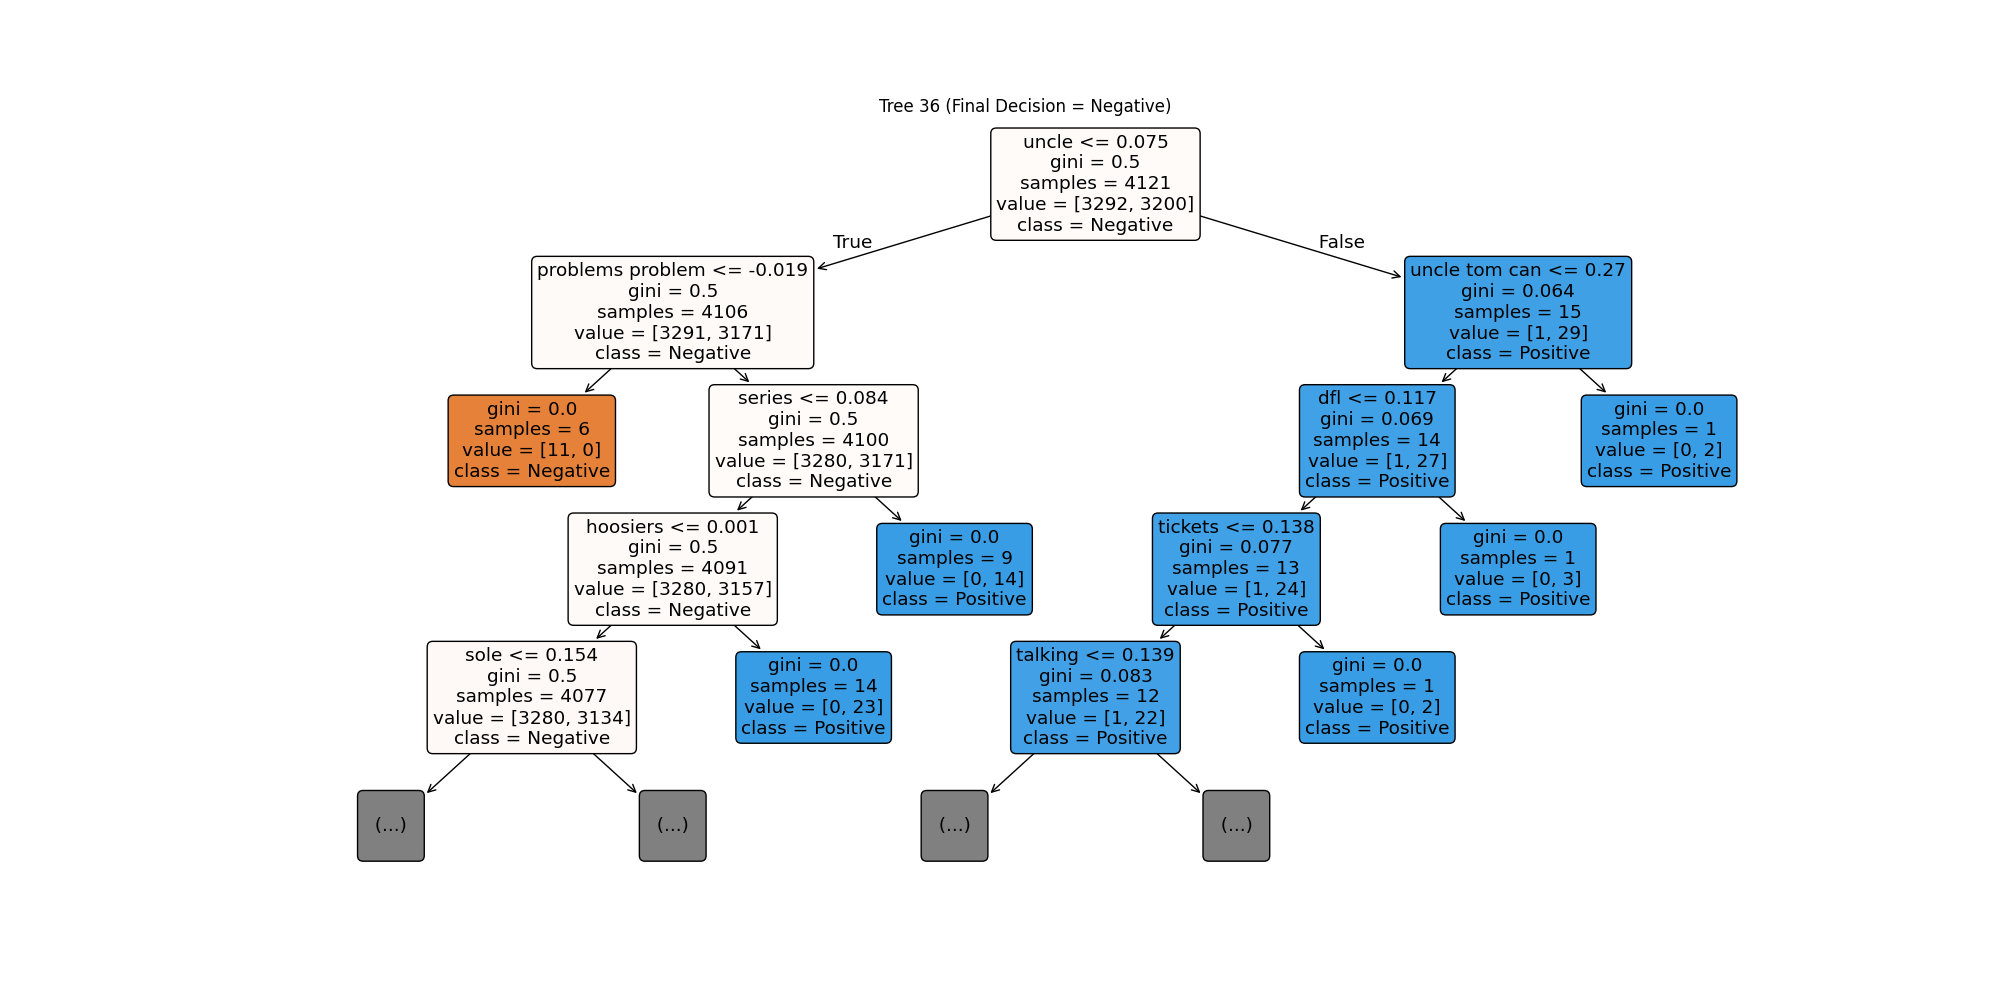 Tree 36 (Final Decision = Negative)
uncle <= 0.075
gini = 0.5
samples = 4121
value = [3292, 3200]
class = Negative
True
False
problems problem <= -0.019
gini = 0.5
samples = 4106
value = [3291, 3171]
class = Negative
uncle tom can <= 0.27
gini = 0.064
samples = 15
value = [1, 29]
class = Positive
gini = 0.0
samples = 6
value = [11, 0]
class = Negative
series <= 0.084
gini = 0.5
samples = 4100
value = [3280, 3171]
class = Negative
dfl <= 0.117
gini = 0.069
samples = 14
value = [1, 27]
class = Positive
gini = 0.0
samples = 1
value = [0, 2]
class = Positive
hoosiers <= 0.001
gini = 0.5
samples = 4091
value = [3280, 3157]
class = Negative
gini = 0.0
samples = 9
value = [0, 14]
class = Positive
tickets <= 0.138
gini = 0.077
samples = 13
value = [1, 24]
class = Positive
gini = 0.0
samples = 1
value = [0, 3]
class = Positive
sole <= 0.154
gini = 0.5
samples = 4077
value = [3280, 3134]
class = Negative
gini = 0.0
samples = 14
value = [0, 23]
class = Positive
talking <= 0.139
gini = 0.083
samples = 12
value = [1, 22]
class = Positive
gini = 0.0
samples = 1
value = [0, 2]
class = Positive
(...)
(...)
(...)
(...)